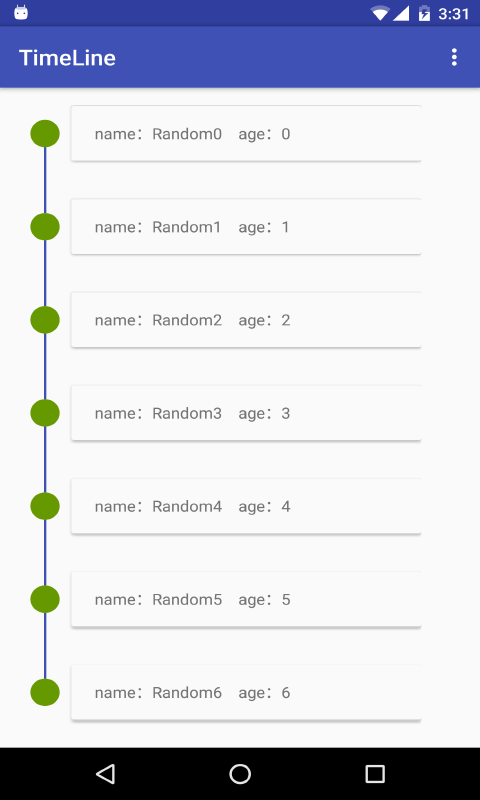 3:31
TimeLine
name：Random0 age：0
name：Random1 age：1
name：Random2 age：2
name：Random3 age：3
name：Random4 age：4
name：Random5 age：5
name：Random6 age：6